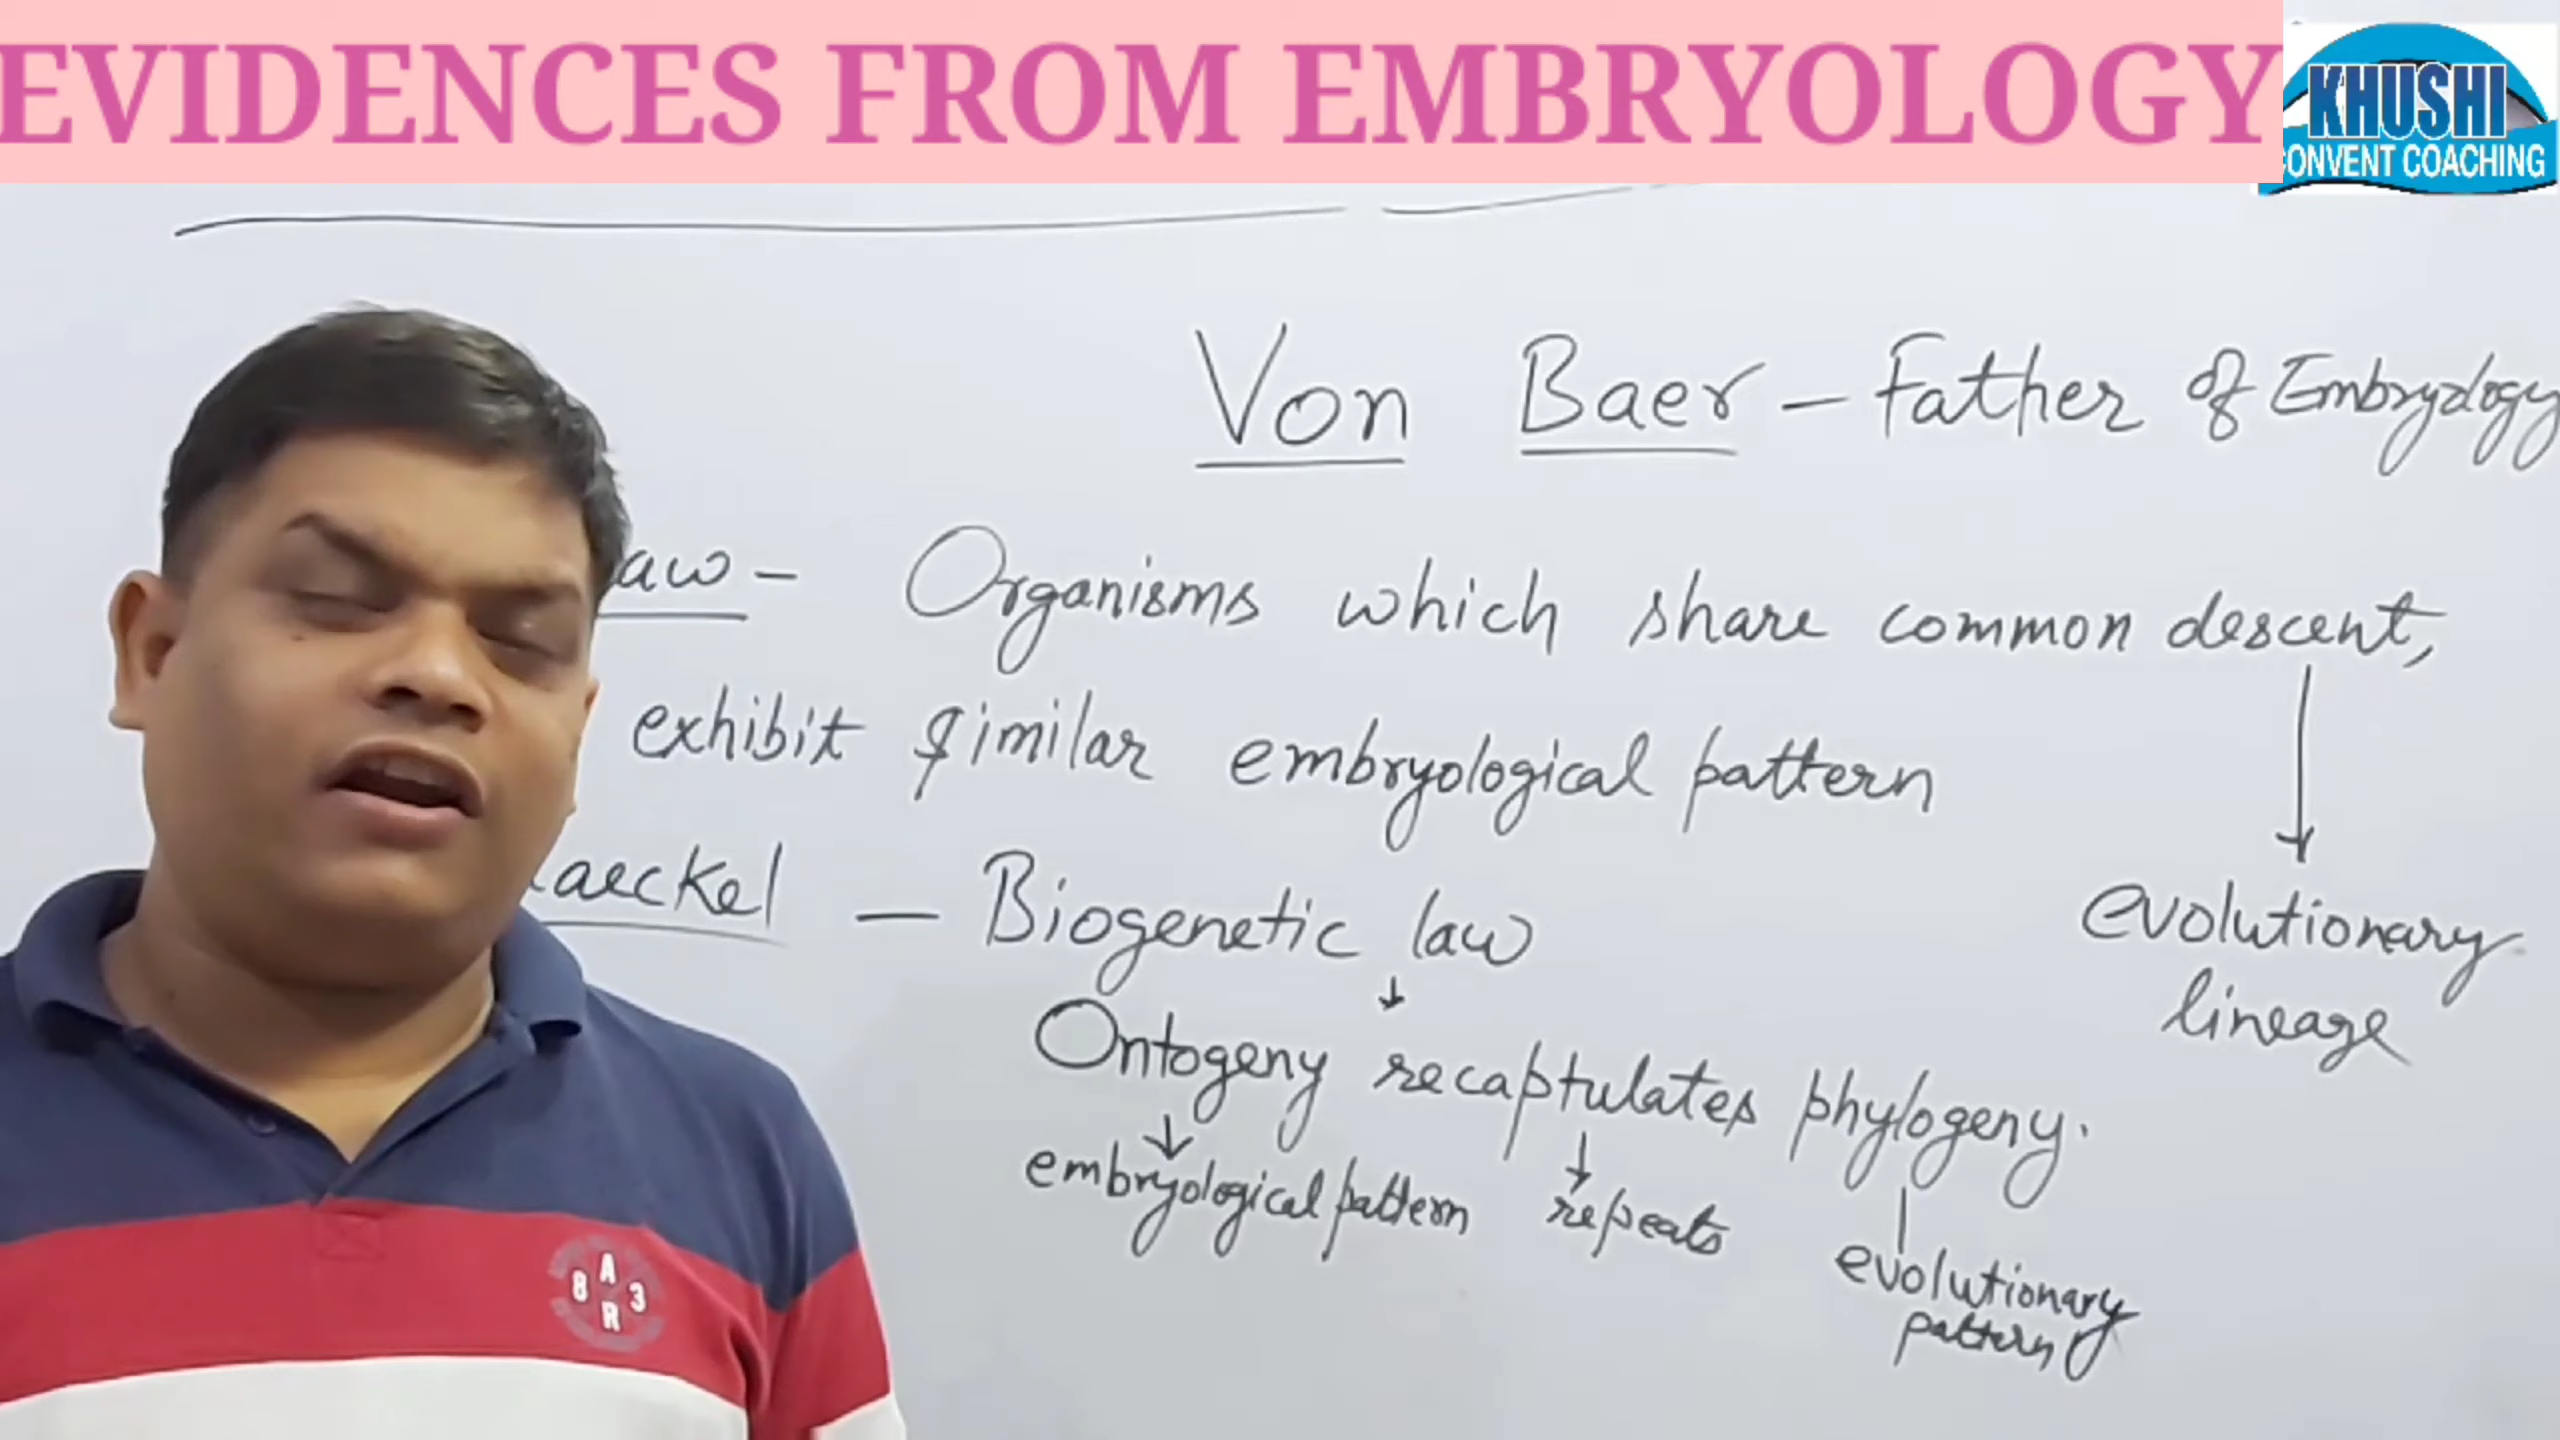 EVIDENCES FROM EMBRYOLOGY
KHUSHI
CONVENT COACHING
Von Baer – Father of Embryology
aw – Organisms which share common descent,
exhibit similar embryological pattern
aeckel – Biogenetic law
evolutionary
lineage
Ontogeny recaptulates phylogeny.
embryological pattern repeats
evolutionary
pattern
A
8 3
R